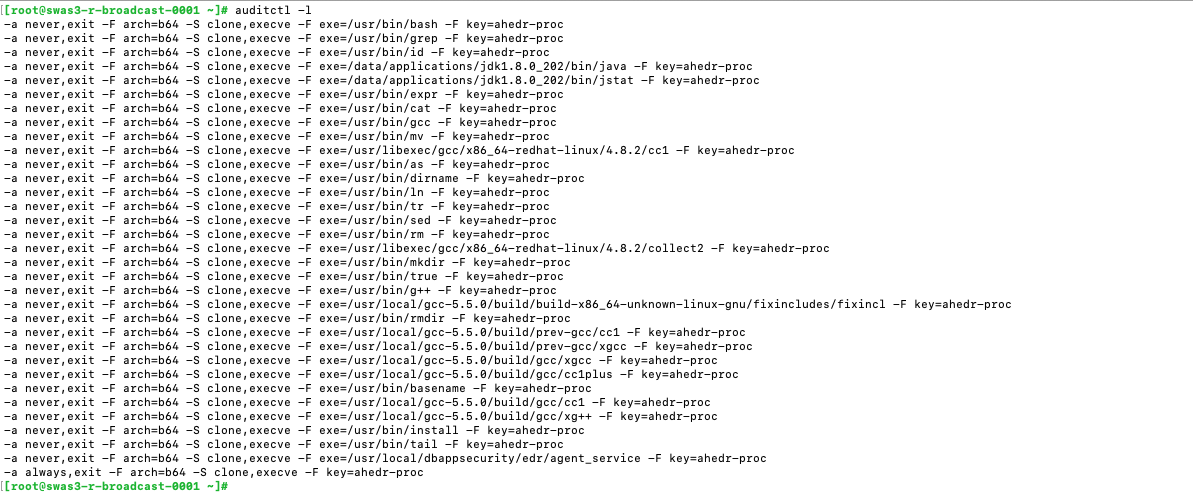 [[root@swas3-r-broadcast-0001 ~]# auditctl -l
-a never,exit -F arch=b64 -S clone,execve -F exe=/usr/bin/bash -F key=ahedr-proc
-a never,exit -F arch=b64 -S clone,execve -F exe=/usr/bin/grep -F key=ahedr-proc
-a never,exit -F arch=b64 -S clone,execve -F exe=/usr/bin/id -F key=ahedr-proc
-a never,exit -F arch=b64 -S clone,execve -F exe=/data/applications/jdk1.8.0_202/bin/java -F key=ahedr-proc
-a never,exit -F arch=b64 -S clone,execve -F exe=/data/applications/jdk1.8.0_202/bin/jstat -F key=ahedr-proc
-a never,exit -F arch=b64 -S clone,execve -F exe=/usr/bin/expr -F key=ahedr-proc
-a never,exit -F arch=b64 -S clone,execve -F exe=/usr/bin/cat -F key=ahedr-proc
-a never,exit -F arch=b64 -S clone,execve -F exe=/usr/bin/gcc -F key=ahedr-proc
-a never,exit -F arch=b64 -S clone,execve -F exe=/usr/bin/mv -F key=ahedr-proc
-a never,exit -F arch=b64 -S clone,execve -F exe=/usr/libexec/gcc/x86_64-redhat-linux/4.8.2/cc1 -F key=ahedr-proc
-a never,exit -F arch=b64 -S clone,execve -F exe=/usr/bin/as -F key=ahedr-proc
-a never,exit -F arch=b64 -S clone,execve -F exe=/usr/bin/dirname -F key=ahedr-proc
-a never,exit -F arch=b64 -S clone,execve -F exe=/usr/bin/ln -F key=ahedr-proc
-a never,exit -F arch=b64 -S clone,execve -F exe=/usr/bin/tr -F key=ahedr-proc
-a never,exit -F arch=b64 -S clone,execve -F exe=/usr/bin/sed -F key=ahedr-proc
-a never,exit -F arch=b64 -S clone,execve -F exe=/usr/bin/rm -F key=ahedr-proc
-a never,exit -F arch=b64 -S clone,execve -F exe=/usr/libexec/gcc/x86_64-redhat-linux/4.8.2/collect2 -F key=ahedr-proc
-a never,exit -F arch=b64 -S clone,execve -F exe=/usr/bin/mkdir -F key=ahedr-proc
-a never,exit -F arch=b64 -S clone,execve -F exe=/usr/bin/true -F key=ahedr-proc
-a never,exit -F arch=b64 -S clone,execve -F exe=/usr/bin/g++ -F key=ahedr-proc
-a never,exit -F arch=b64 -S clone,execve -F exe=/usr/local/gcc-5.5.0/build/build-x86_64-unknown-linux-gnu/fixincludes/fixincl -F key=ahedr-proc
-a never,exit -F arch=b64 -S clone,execve -F exe=/usr/bin/rmdir -F key=ahedr-proc
-a never,exit -F arch=b64 -S clone,execve -F exe=/usr/local/gcc-5.5.0/build/prev-gcc/cc1 -F key=ahedr-proc
-a never,exit -F arch=b64 -S clone,execve -F exe=/usr/local/gcc-5.5.0/build/prev-gcc/xgcc -F key=ahedr-proc
-a never,exit -F arch=b64 -S clone,execve -F exe=/usr/local/gcc-5.5.0/build/gcc/xgcc -F key=ahedr-proc
-a never,exit -F arch=b64 -S clone,execve -F exe=/usr/local/gcc-5.5.0/build/gcc/cc1plus -F key=ahedr-proc
-a never,exit -F arch=b64 -S clone,execve -F exe=/usr/bin/basename -F key=ahedr-proc
-a never,exit -F arch=b64 -S clone,execve -F exe=/usr/local/gcc-5.5.0/build/gcc/cc1 -F key=ahedr-proc
-a never,exit -F arch=b64 -S clone,execve -F exe=/usr/local/gcc-5.5.0/build/gcc/xg++ -F key=ahedr-proc
-a never,exit -F arch=b64 -S clone,execve -F exe=/usr/bin/install -F key=ahedr-proc
-a never,exit -F arch=b64 -S clone,execve -F exe=/usr/bin/tail -F key=ahedr-proc
-a never,exit -F arch=b64 -S clone,execve -F exe=/usr/local/dbappsecurity/edr/agent_service -F key=ahedr-proc
-a always,exit -F arch=b64 -S clone,execve -F key=ahedr-proc
[[root@swas3-r-broadcast-0001 ~]#